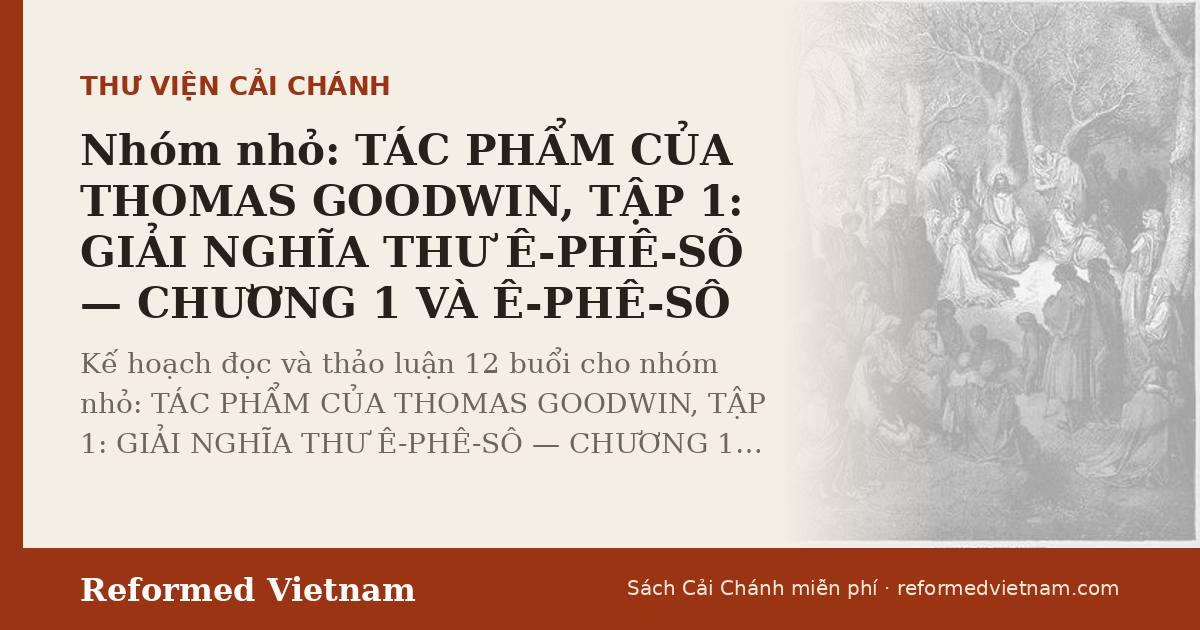 THƯ VIỆN CẢI CHÁNH
Nhóm nhỏ: TÁC PHẨM CỦA
THOMAS GOODWIN, TẬP 1:
GIẢI NGHĨA THƯ Ê-PHÊ-SÔ
— CHƯƠNG 1 VÀ Ê-PHÊ-SÔ
Kế hoạch đọc và thảo luận 12 buổi cho nhóm
nhỏ: TÁC PHẨM CỦA THOMAS GOODWIN, TẬP
1: GIẢI NGHĨA THƯ Ê-PHÊ-SÔ — CHƯƠNG 1...
Reformed Vietnam
Sách Cải Chánh miễn phí · reformedvietnam.com